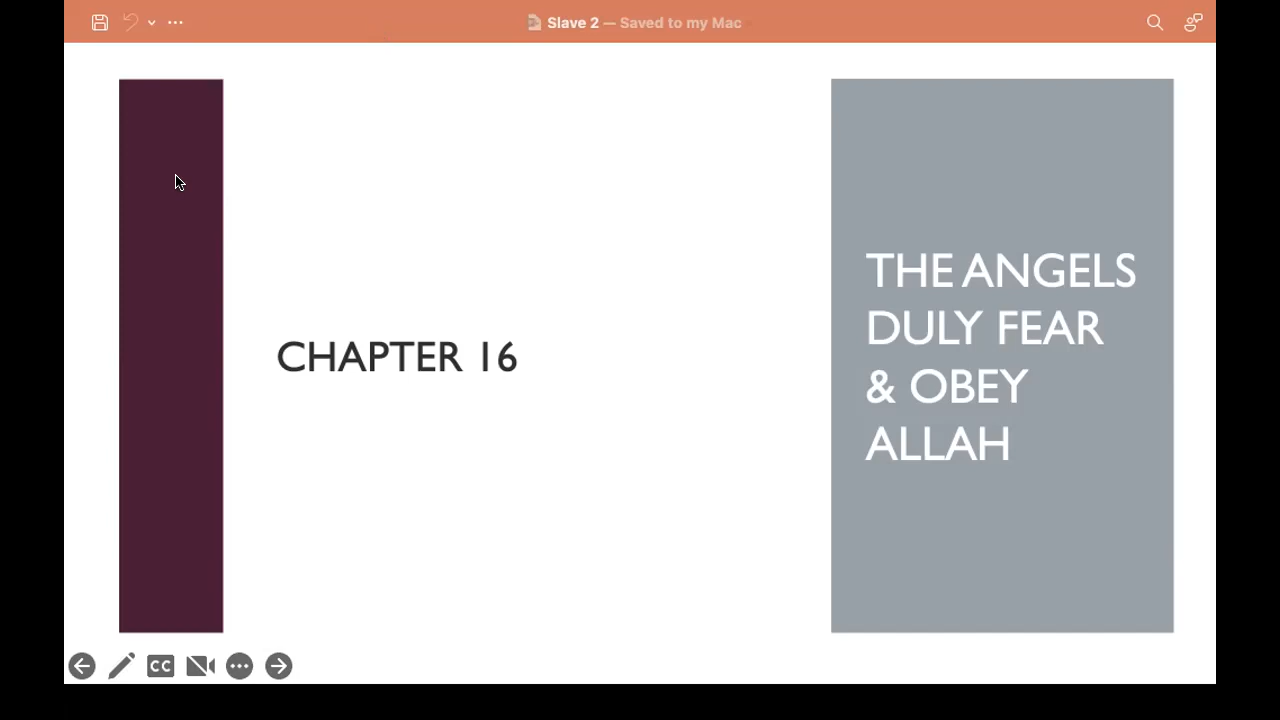 Slave 2 — Saved to my Mac
CHAPTER 16
THE ANGELS
DULY FEAR
& OBEY
ALLAH
CC